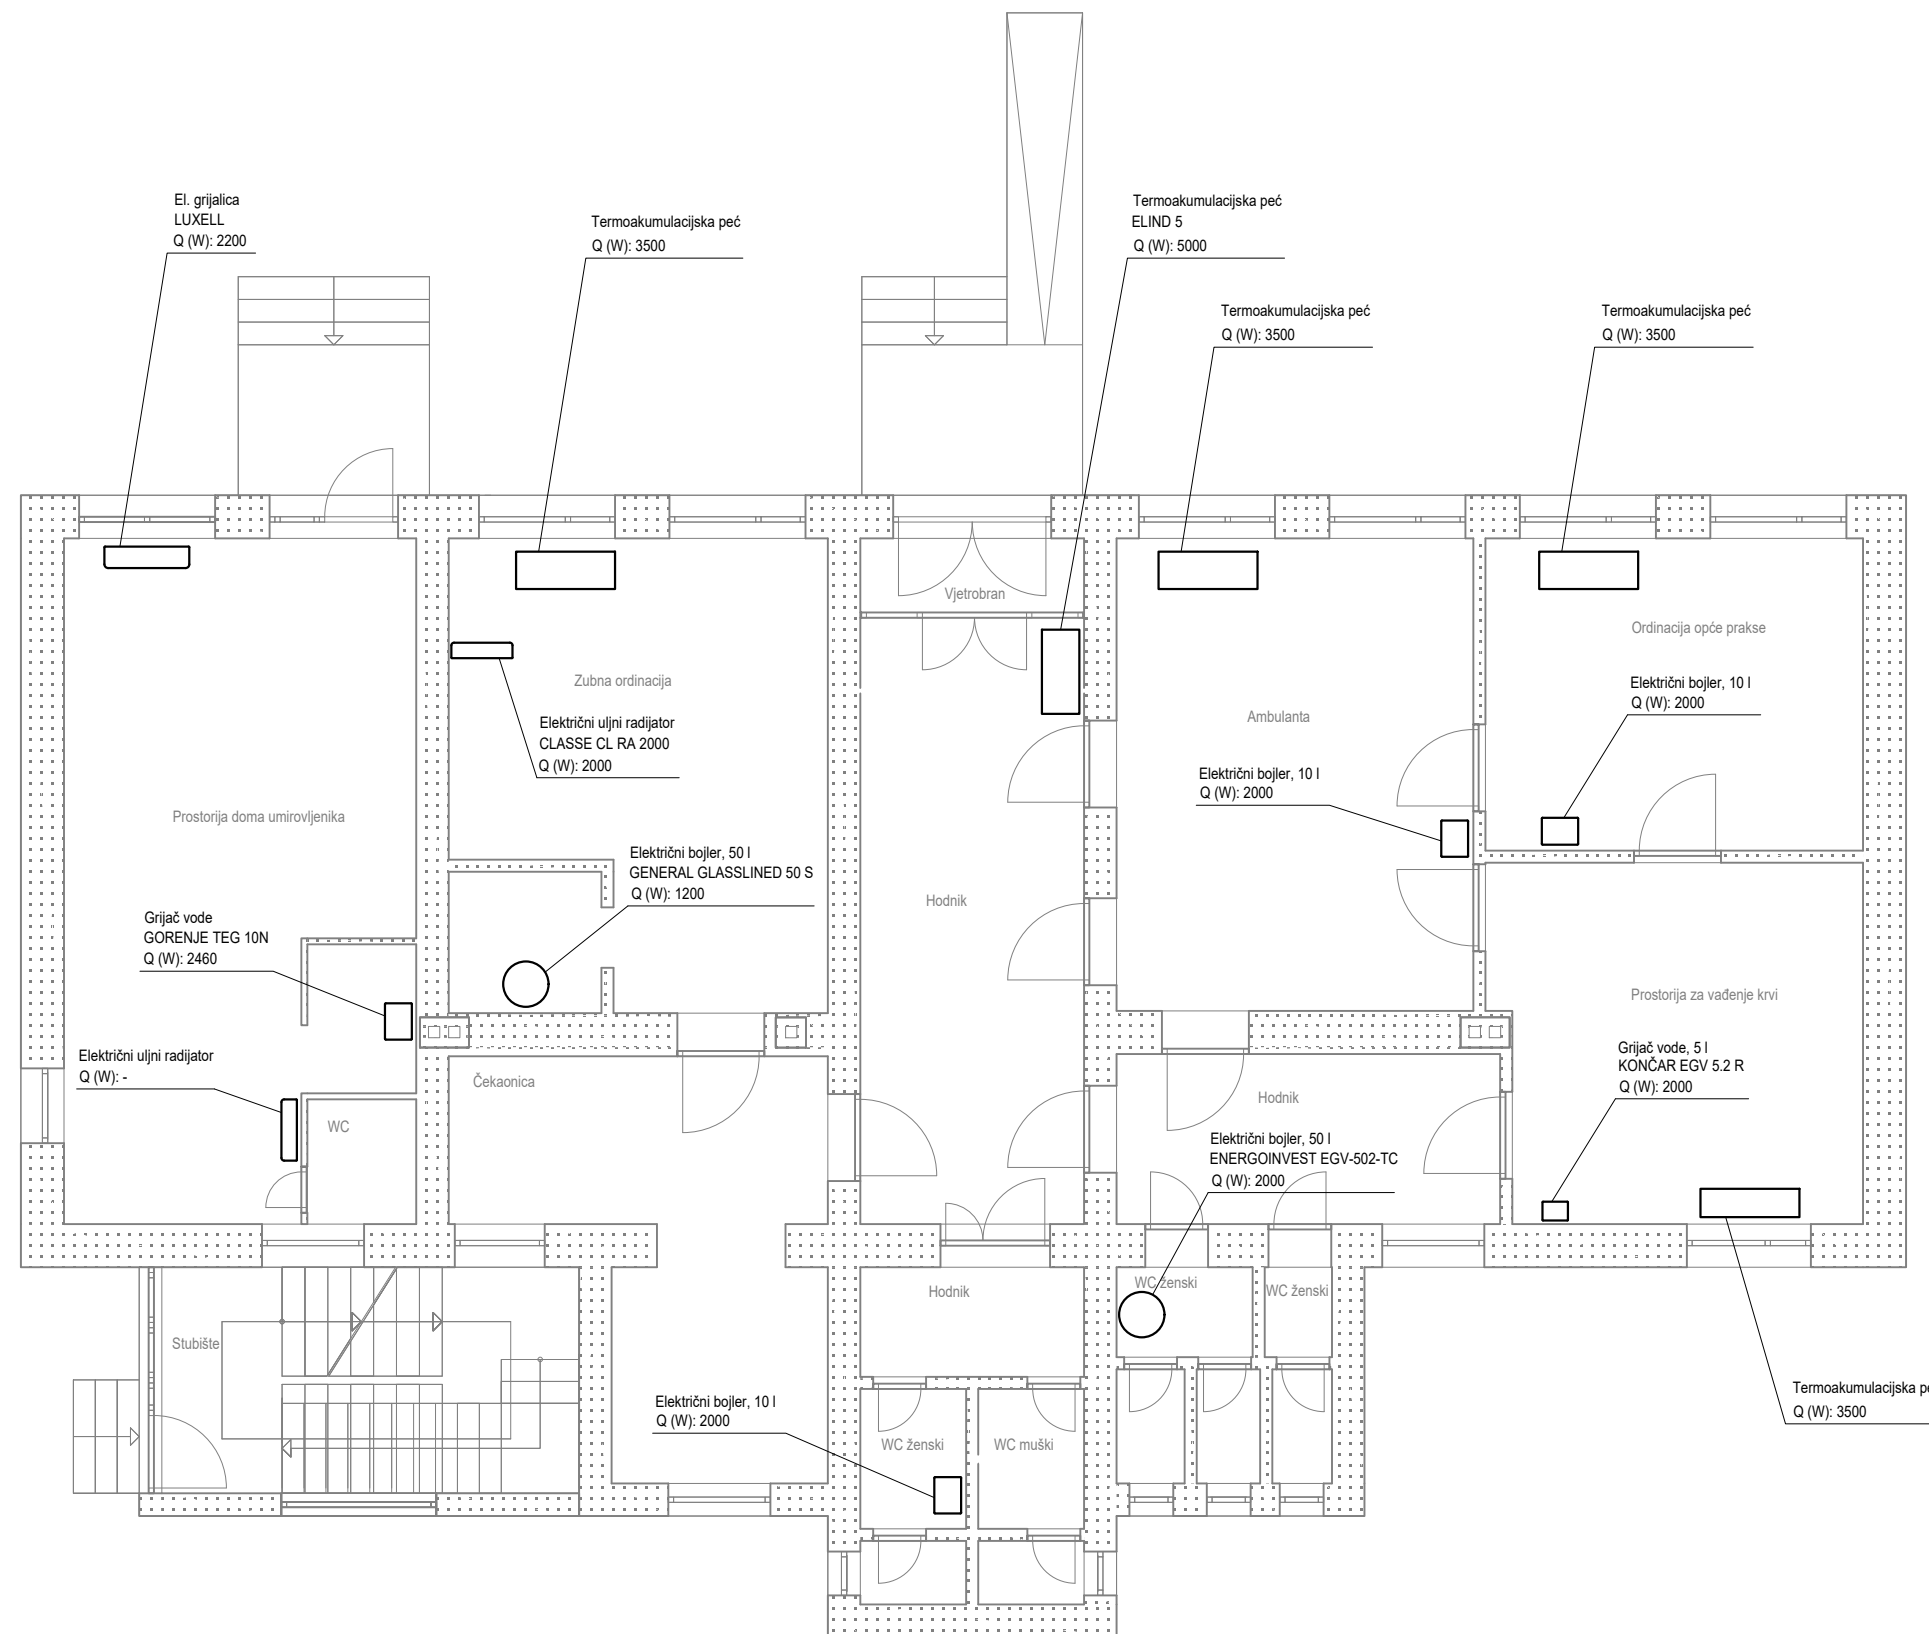 El. grijalica
LUXELL
Q (W): 2200
Termoakumulacijska peć
Q (W): 3500
Termoakumulacijska peć
ELIND 5
Q (W): 5000
Termoakumulacijska peć
Q (W): 3500
Termoakumulacijska peć
Q (W): 3500
Vjetrobran
Ordinacija opće prakse
Zubna ordinacija
Električni bojler, 10 l
Q (W): 2000
Električni uljni radijator
CLASSE CL RA 2000
Q (W): 2000
Ambulanta
Električni bojler, 10 l
Q (W): 2000
Prostorija doma umirovljenika
Električni bojler, 50 l
GENERAL GLASSLINED 50 S
Q (W): 1200
Hodnik
Grijač vode
GORENJE TEG 10N
Q (W): 2460
Prostorija za vađenje krvi
Električni uljni radijator
Q (W): -
Grijač vode, 5 l
KONČAR EGV 5.2 R
Q (W): 2000
Čekaonica
Hodnik
WC
Električni bojler, 50 l
ENERGOINVEST EGV-502-TC
Q (W): 2000
WC ženski
WC ženski
Hodnik
Stubište
Termoakumulacijska
Q (W): 3500
Električni bojler, 10 l
Q (W): 2000
WC ženski
WC muški